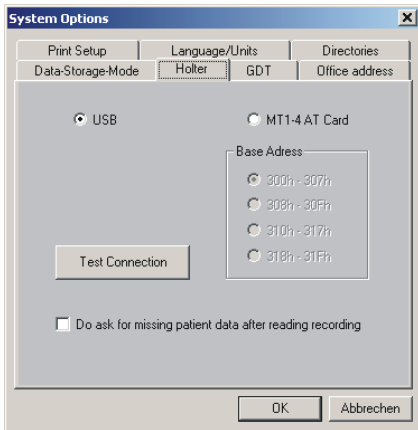 System Options
Print Setup Language/Units Directories
Data-Storage-Mode Holter GDT Office address
USB MT1-4 AT Card
Base Adress
300h - 307h
308h - 30Fh
310h - 317h
318h - 31Fh
Test Connection
Do ask for missing patient data after reading recording
OK Abbrechen